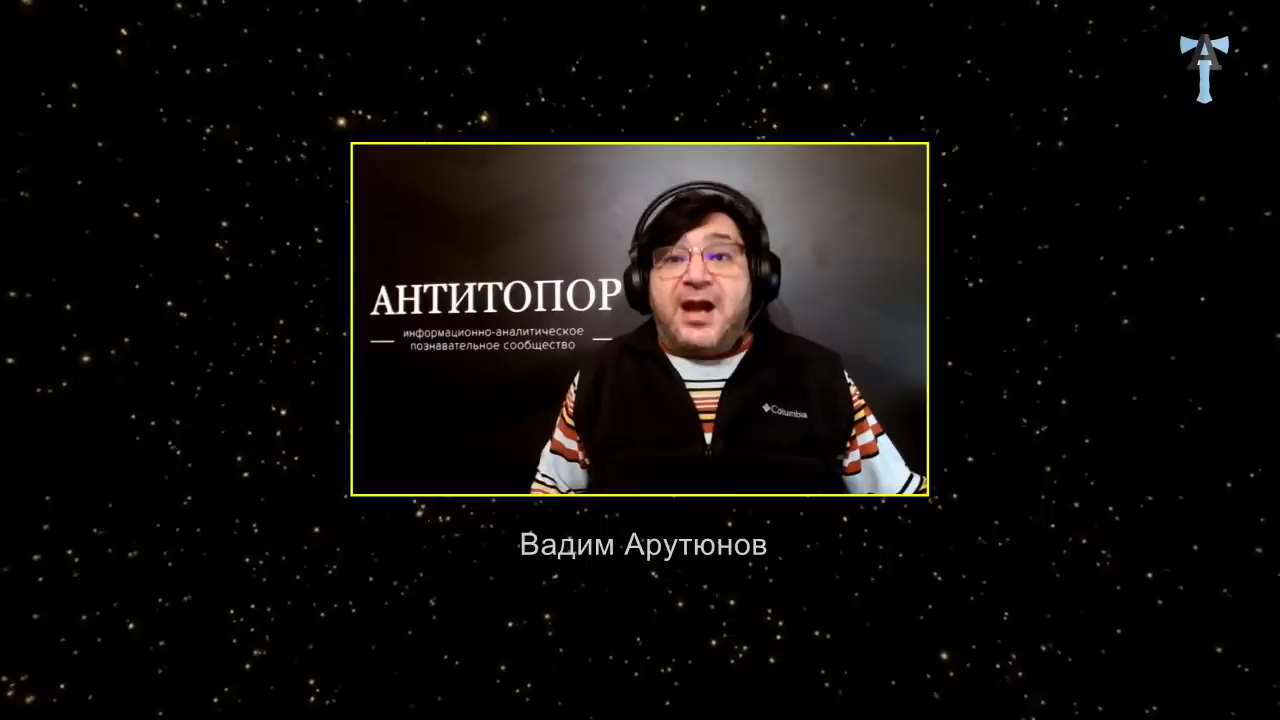 А
АНТИТОПОР
информационно-аналитическое
познавательное сообщество
Columbia
Вадим Арутюнов